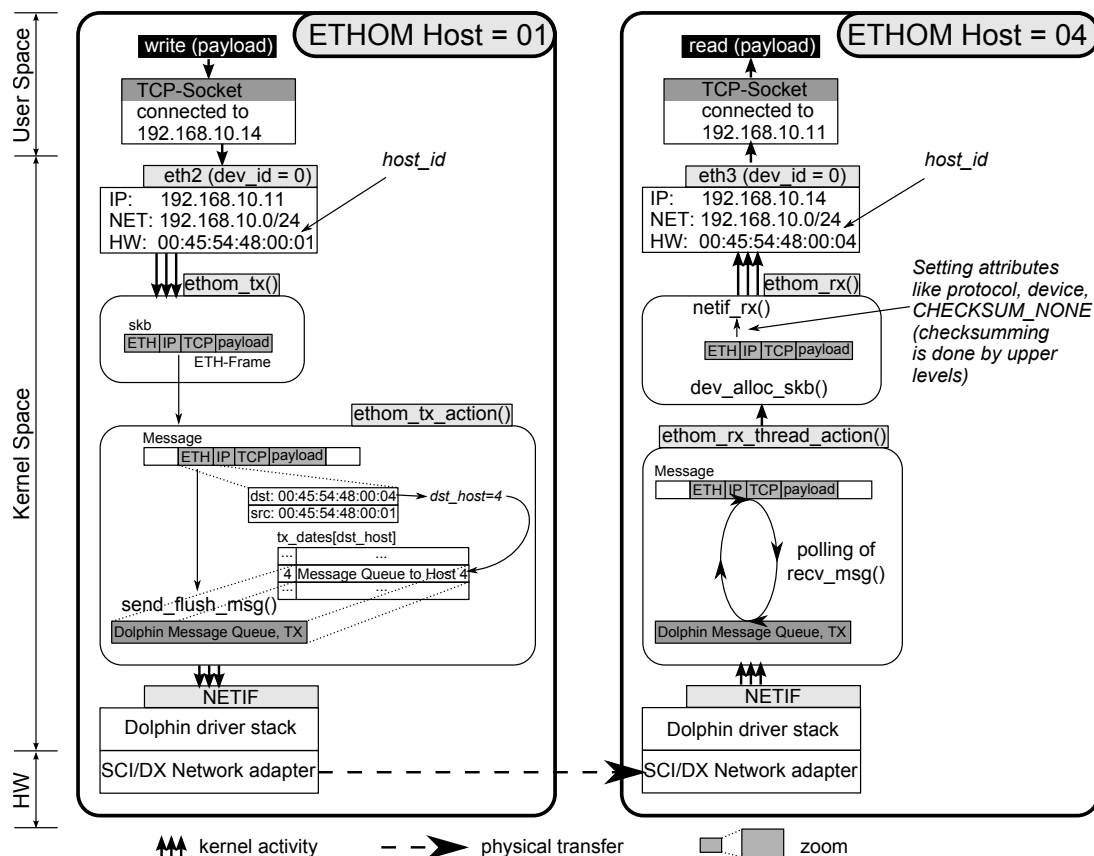 User Space
Kernel Space
HW
ETHOM Host = 01
write (payload)
TCP-Socket
connected to
192.168.10.14
host_id
eth2 (dev_id = 0)
IP: 192.168.10.11
NET: 192.168.10.0/24
HW: 00:45:54:48:00:01
ethom_tx()
skb
ETH IP TCP payload
ETH-Frame
ethom_tx_action()
Message
ETH IP TCP payload
dst: 00:45:54:48:00:04
src: 00:45:54:48:00:01
dst_host=4
tx_dates[dst_host]
... ...
4 Message Queue to Host 4
... ...
send_flush_msg()
Dolphin Message Queue, TX
NETIF
Dolphin driver stack
SCI/DX Network adapter
ETHOM Host = 04
read (payload)
TCP-Socket
connected to
192.168.10.11
host_id
eth3 (dev_id = 0)
IP: 192.168.10.14
NET: 192.168.10.0/24
HW: 00:45:54:48:00:04
ethom_rx()
netif_rx()
ETH IP TCP payload
dev_alloc_skb()
Setting attributes
like protocol, device,
CHECKSUM_NONE
(checksumming
is done by upper
levels)
ethom_rx_thread_action()
Message
ETH IP TCP payload
polling of
recv_msg()
Dolphin Message Queue, TX
NETIF
Dolphin driver stack
SCI/DX Network adapter
kernel activity
physical transfer
zoom